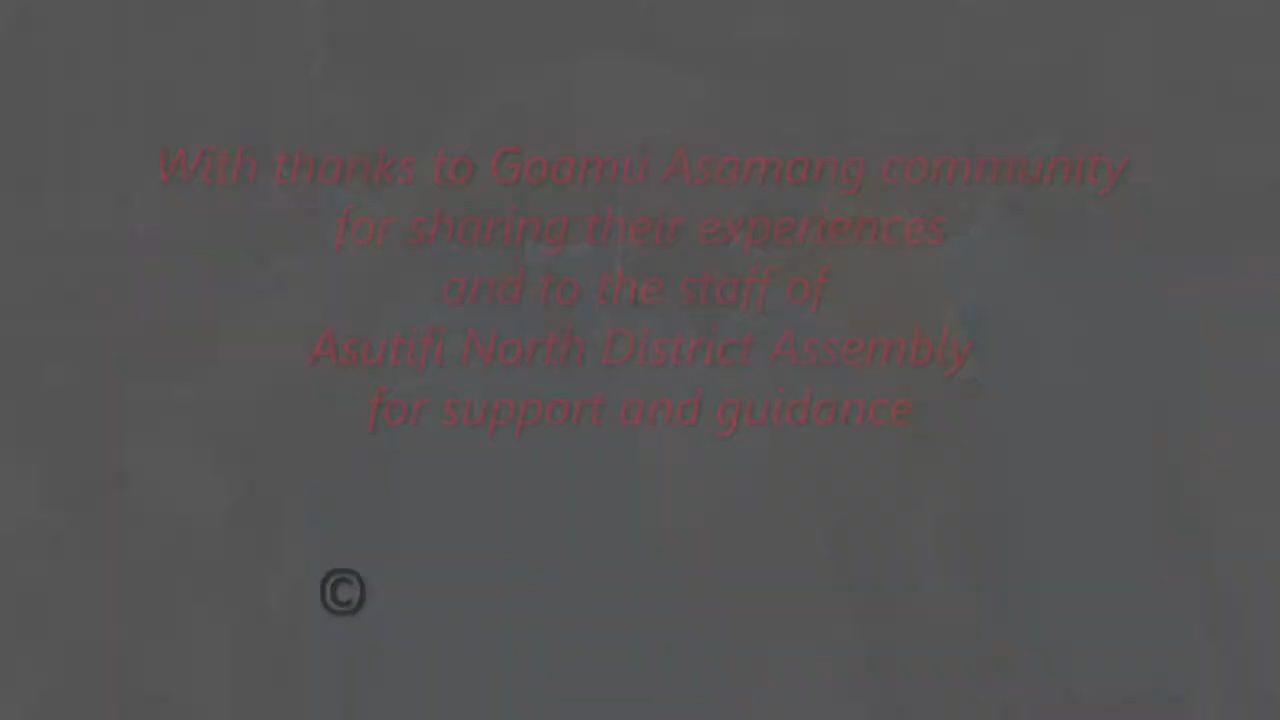 With thanks to Goamu Asamang community
for sharing their experiences
and to the staff of
Asutifi North District Assembly
for support and guidance
©